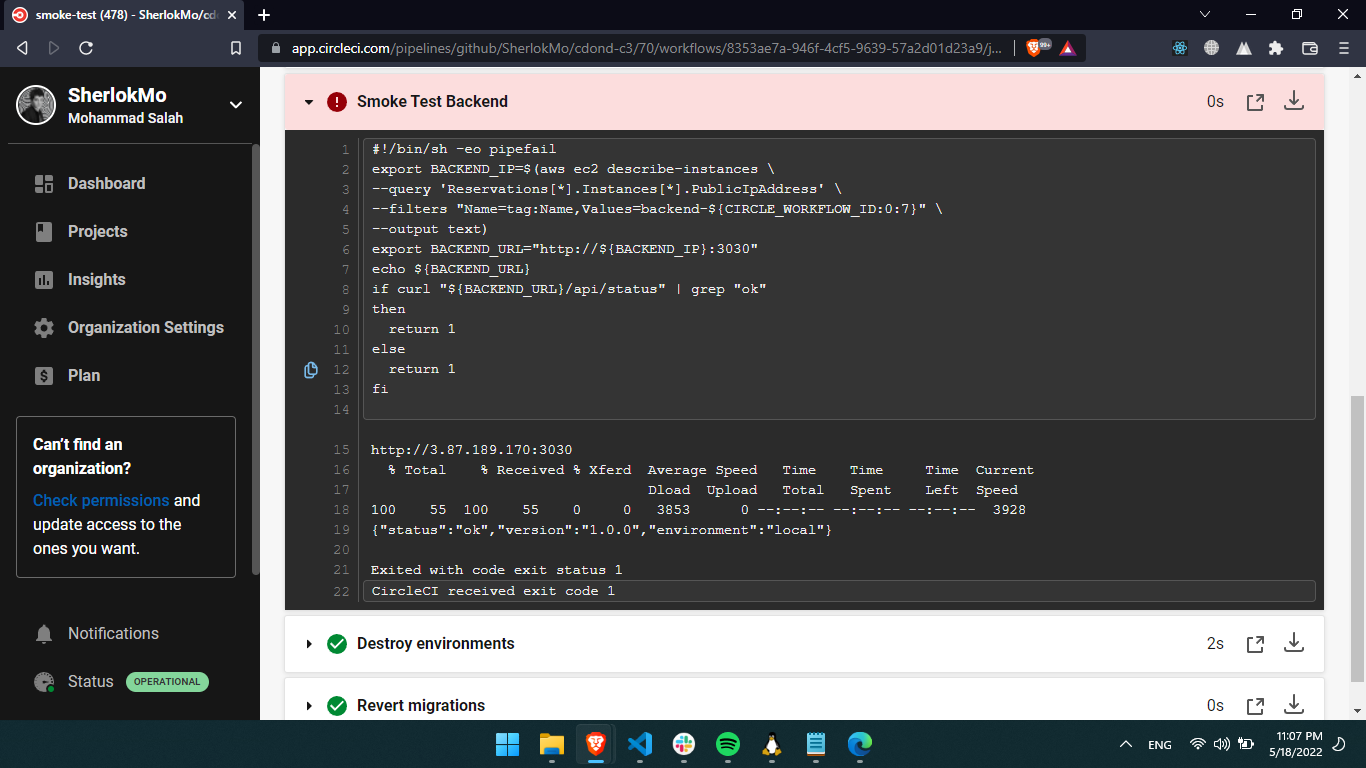 smoke-test (478) - SherlokMo/cdo
app.circleci.com/pipelines/github/SherlokMo/cdond-c3/70/workflows/8353ae7a-946f-4cf5-9639-57a2d01d23a9/j...
99+
SherlokMo
Mohammad Salah
Dashboard
Projects
Insights
Organization Settings
Plan
Can't find an
organization?
Check permissions and
update access to the
ones you want.
Notifications
Status OPERATIONAL
Smoke Test Backend 0s
1 #!/bin/sh -eo pipefail
2 export BACKEND_IP=$(aws ec2 describe-instances \
3 --query 'Reservations[*].Instances[*].PublicIpAddress' \
4 --filters "Name=tag:Name,Values=backend-${CIRCLE_WORKFLOW_ID:0:7}" \
5 --output text)
6 export BACKEND_URL="http://${BACKEND_IP}:3030"
7 echo ${BACKEND_URL}
8 if curl "${BACKEND_URL}/api/status" | grep "ok"
9 then
10   return 1
11 else
12   return 1
13 fi
14
15 http://3.87.189.170:3030
16   % Total    % Received % Xferd  Average Speed   Time    Time     Time  Current
17                                  Dload  Upload   Total   Spent    Left  Speed
18 100    55  100    55    0     0   3853      0 --:--:-- --:--:-- --:--:--  3928
19 {"status":"ok","version":"1.0.0","environment":"local"}
20
21 Exited with code exit status 1
22 CircleCI received exit code 1
Destroy environments 2s
Revert migrations 0s
ENG
11:07 PM
5/18/2022